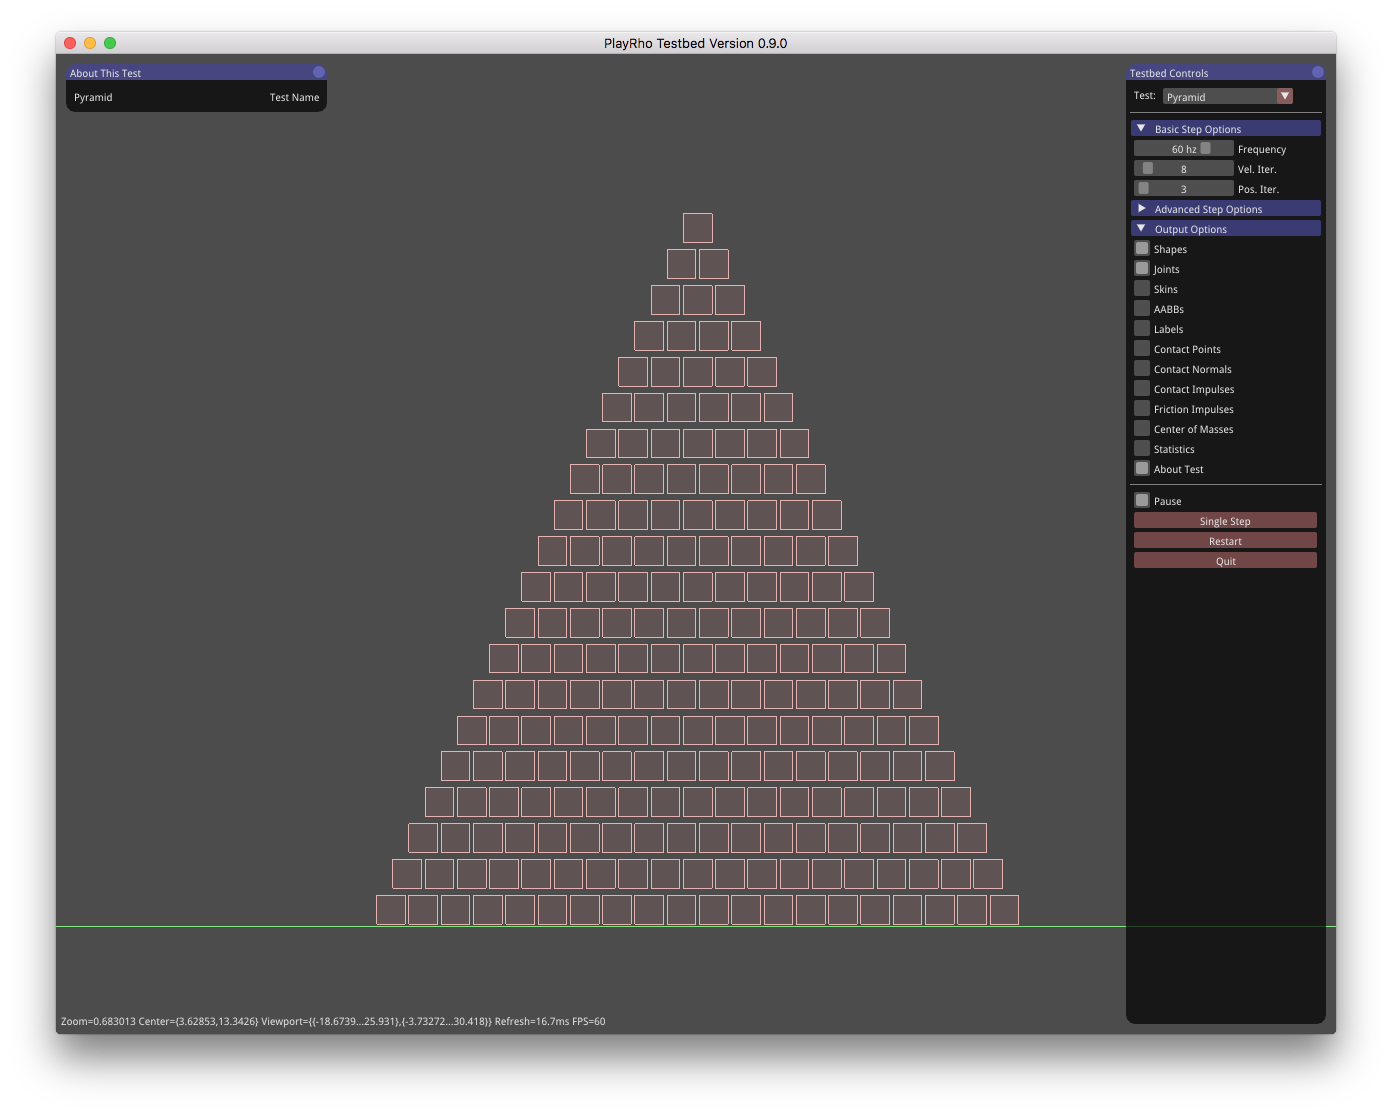 PlayRho Testbed Version 0.9.0
About This Test
Pyramid Test Name
Testbed Controls
Test: Pyramid
Basic Step Options
60 hz Frequency
8 Vel. Iter.
3 Pos. Iter.
Advanced Step Options
Output Options
Shapes
Joints
Skins
AABBs
Labels
Contact Points
Contact Normals
Contact Impulses
Friction Impulses
Center of Masses
Statistics
About Test
Pause
Single Step
Restart
Quit
Zoom=0.683013 Center={3.62853,13.3426} Viewport={{-18.6739...25.931},{-3.73272...30.418}} Refresh=16.7ms FPS=60